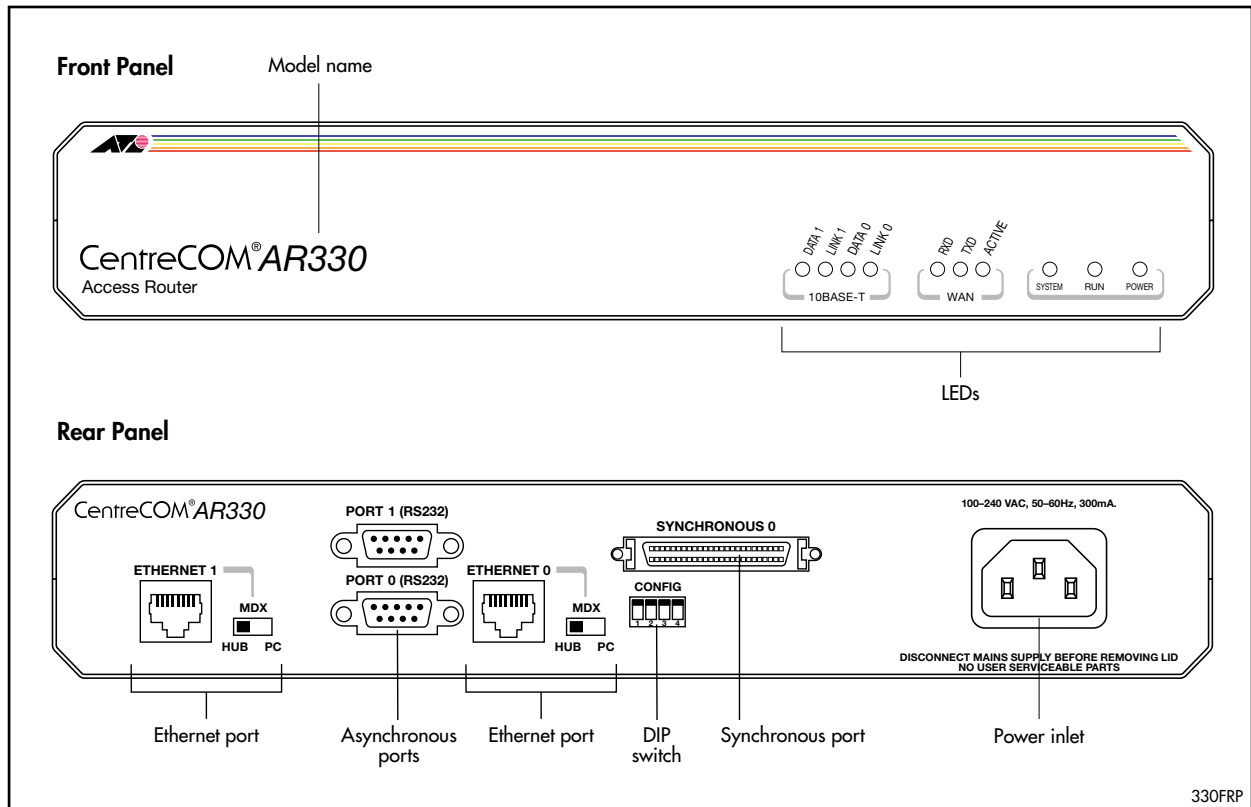 Front Panel
Model name
CentreCOM® AR330
Access Router
DATA 1
LINK 1
DATA 0
LINK 0
10BASE-T
RXD
TXD
ACTIVE
WAN
SYSTEM
RUN
POWER
LEDs
Rear Panel
CentreCOM® AR330
ETHERNET 1
MDX
HUB PC
PORT 1 (RS232)
PORT 0 (RS232)
ETHERNET 0
MDX
HUB PC
SYNCHRONOUS 0
CONFIG
1 2 3 4
100–240 VAC, 50–60Hz, 300mA.
DISCONNECT MAINS SUPPLY BEFORE REMOVING LID
NO USER SERVICEABLE PARTS
Ethernet port
Asynchronous
ports
Ethernet port
DIP
switch
Synchronous port
Power inlet
330FRP